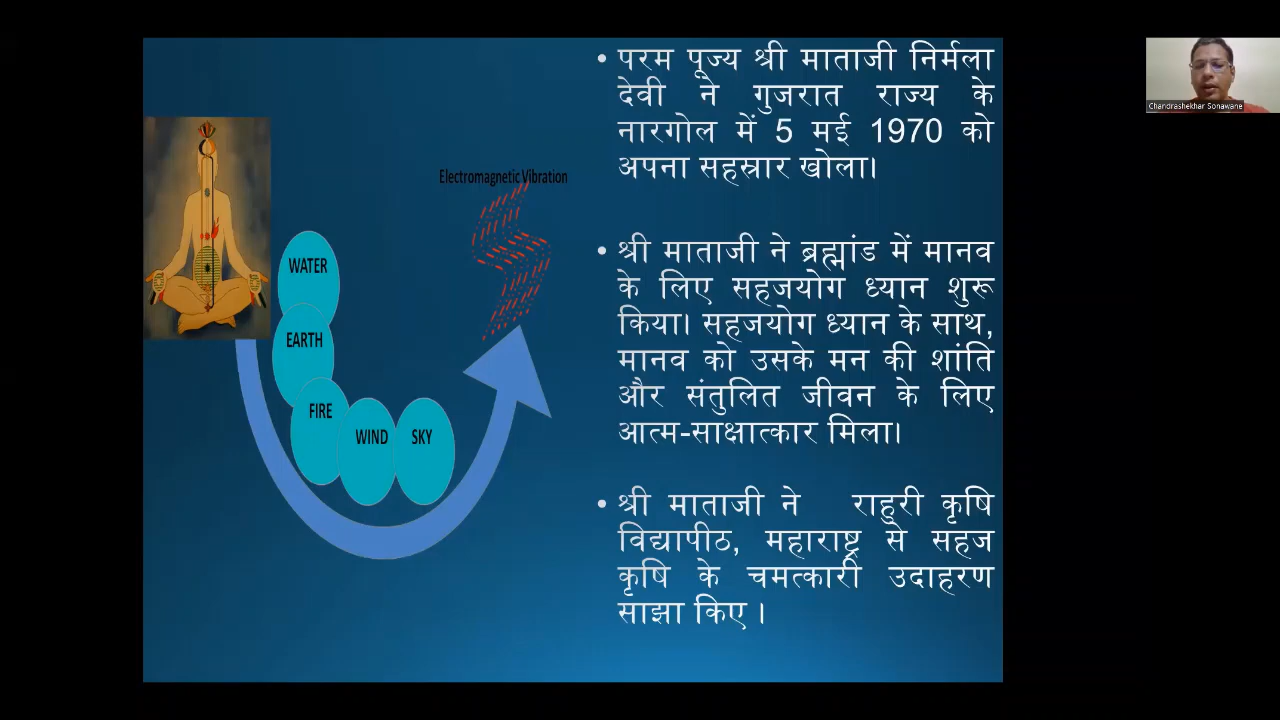 परम पूज्य श्री माताजी निर्मला
देवी ने गुजरात राज्य के
नारगोल में 5 मई 1970 को
अपना सहस्रार खोला।
श्री माताजी ने ब्रह्मांड में मानव
के लिए सहजयोग ध्यान शुरू
किया। सहजयोग ध्यान के साथ,
मानव को उसके मन की शांति
और संतुलित जीवन के लिए
आत्म-साक्षात्कार मिला।
श्री माताजी ने राहुरी कृषि
विद्यापीठ, महाराष्ट्र से सहज
कृषि के चमत्कारी उदाहरण
साझा किए ।
Electromagnetic Vibration
WATER
EARTH
FIRE
WIND
SKY
Chandrashekhar Sonawane